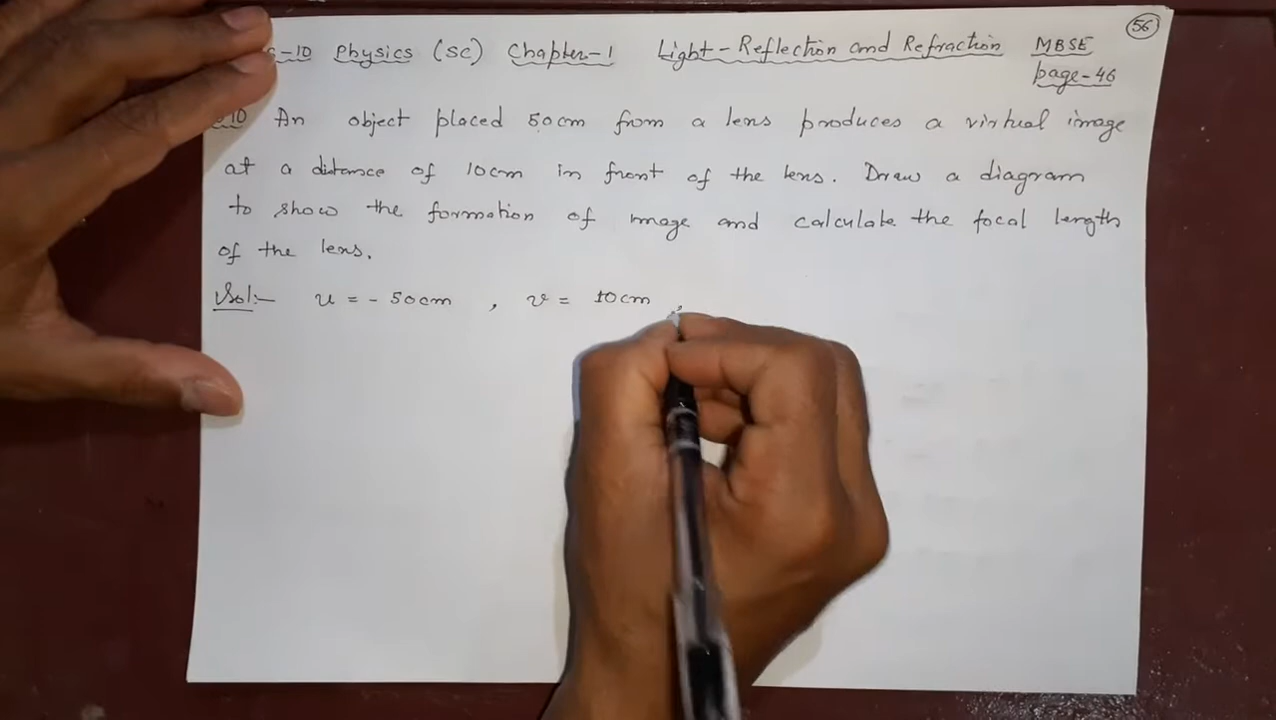 56
-10 Physics (SC) Chapter-1 Light-Reflection and Refraction MBSE
page-46
10 An object placed 50cm from a lens produces a virtual image
at a distance of 10cm in front of the lens. Draw a diagram
to show the formation of image and calculate the focal length
of the lens.
Sol:- u = - 50cm , v = 10cm